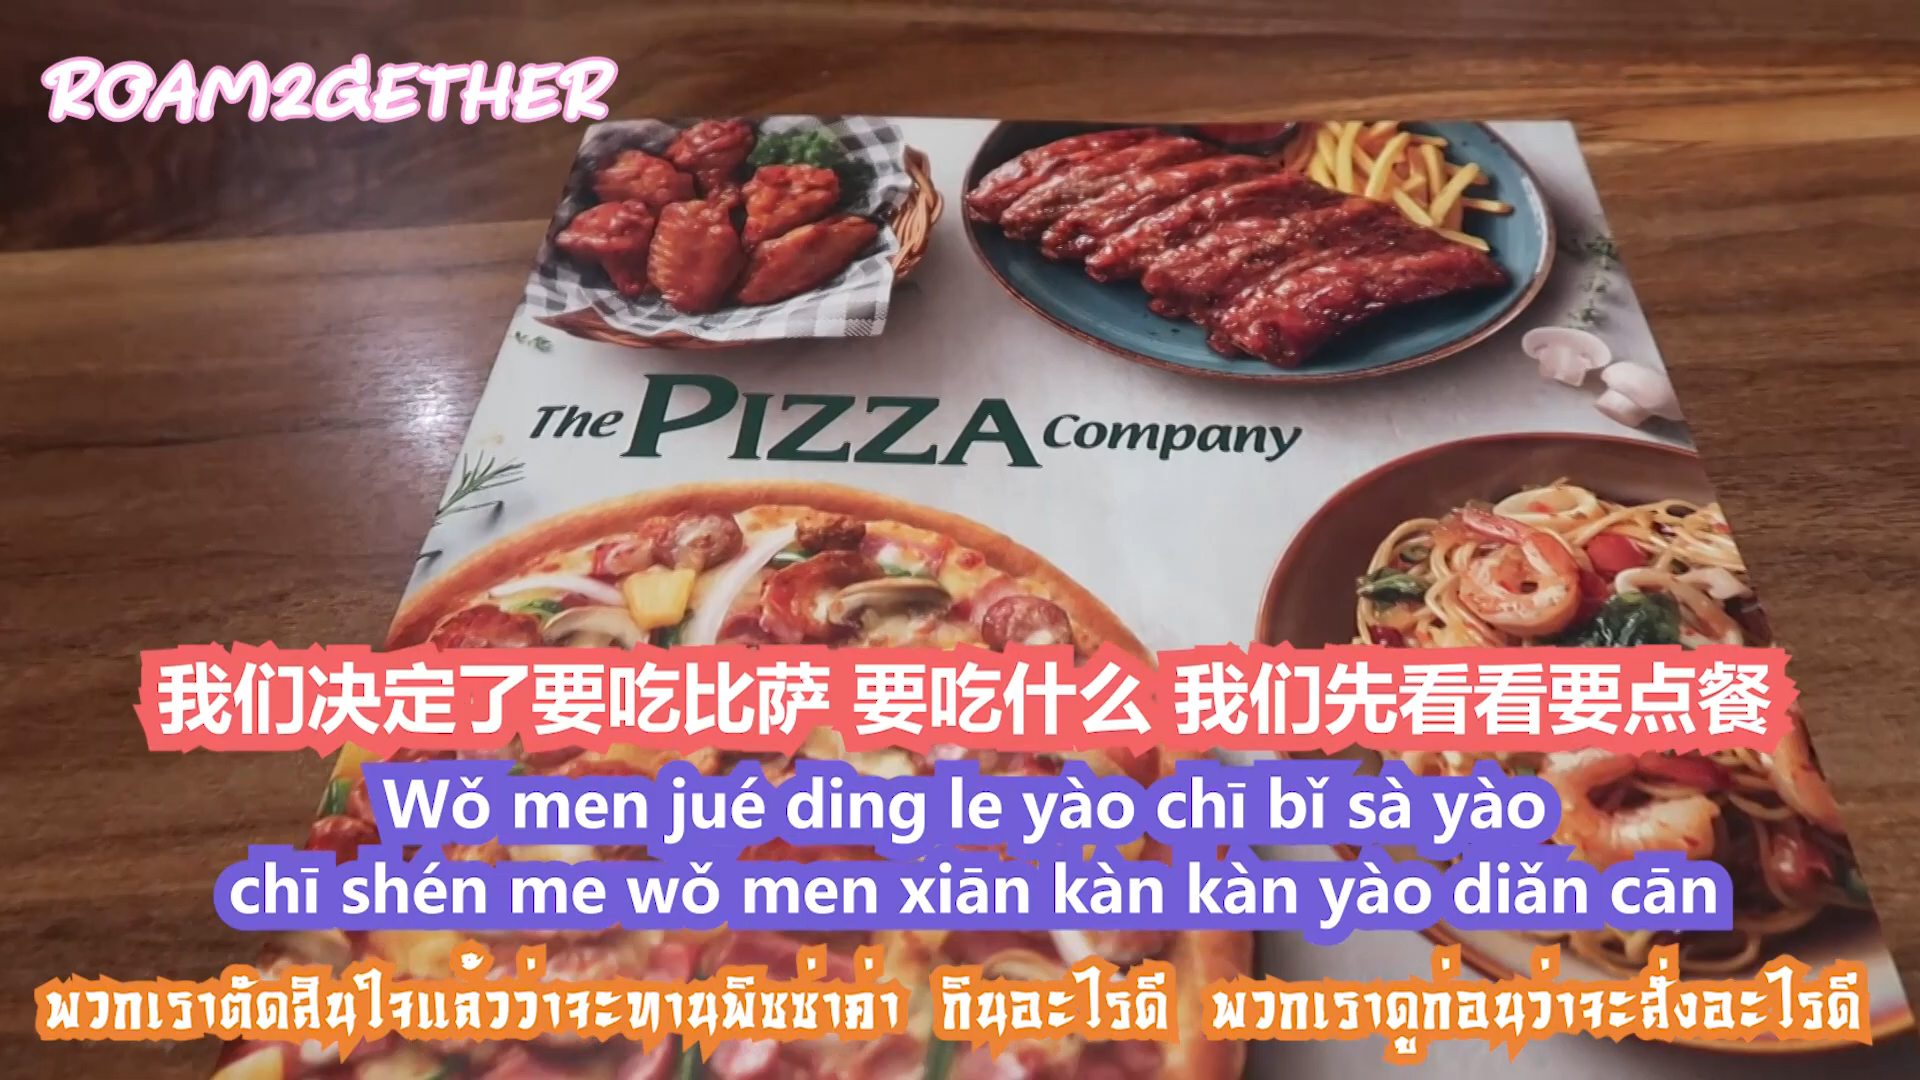 ROAM2GETHER
The PIZZA Company
我们决定了要吃比萨 要吃什么 我们先看看要点餐
Wǒ men jué ding le yào chī bǐ sà yào
chī shén me wǒ men xiān kàn kàn yào diǎn cān
พวกเราตัดสินใจแล้วว่าจะทานพิซซ่าค่า กินอะไรดี พวกเราดูก่อนว่าจะสั่งอะไรดี